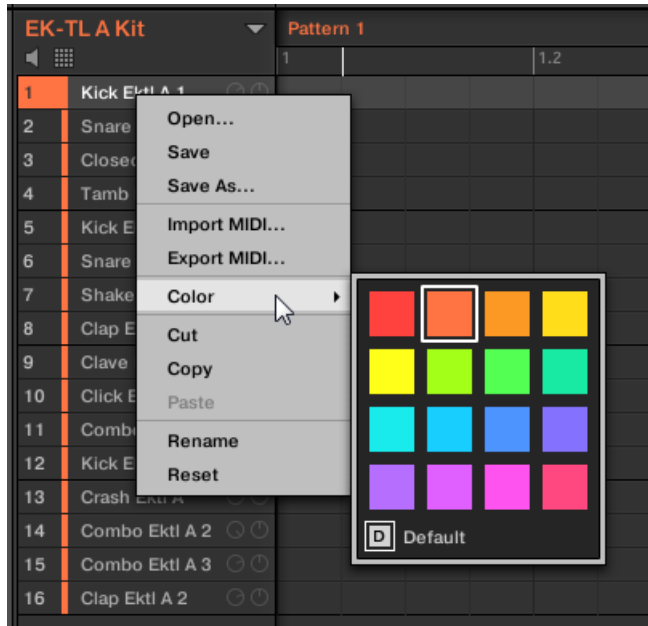 EK-TL A Kit
Pattern 1
1
1.2
1 Kick Ektl A 1
2 Snare
3 Closed
4 Tamb
5 Kick E
6 Snare
7 Shake
8 Clap E
9 Clave
10 Click E
11 Combo
12 Kick E
13 Crash Ektl A
14 Combo Ektl A 2
15 Combo Ektl A 3
16 Clap Ektl A 2
Open...
Save
Save As...
Import MIDI...
Export MIDI...
Color
Cut
Copy
Paste
Rename
Reset
D Default